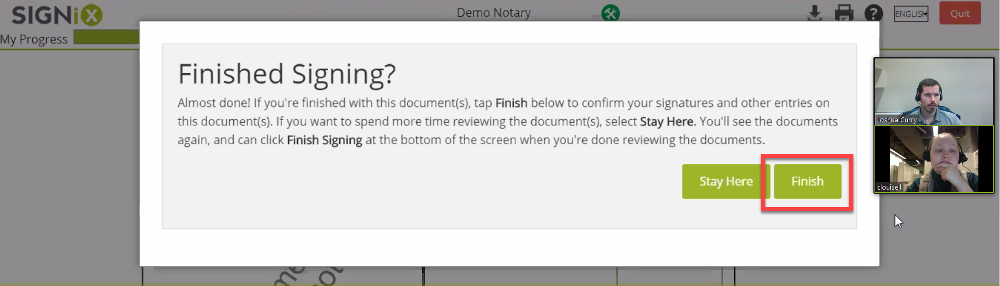 SIGNiX
Demo Notary
ENGLISH
Quit
My Progress
Finished Signing?
Almost done! If you're finished with this document(s), tap Finish below to confirm your signatures and other entries on
this document(s). If you want to spend more time reviewing the document(s), select Stay Here. You'll see the documents
again, and can click Finish Signing at the bottom of the screen when you're done reviewing the documents.
Stay Here
Finish
Joshua Curry
clouisell